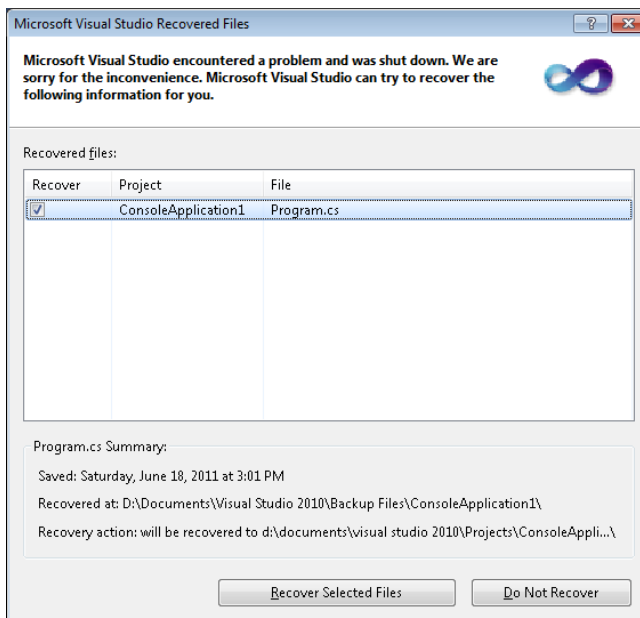 Microsoft Visual Studio Recovered Files
Microsoft Visual Studio encountered a problem and was shut down. We are
sorry for the inconvenience. Microsoft Visual Studio can try to recover the
following information for you.
Recovered files:
Recover Project File
ConsoleApplication1 Program.cs
Program.cs Summary:
Saved: Saturday, June 18, 2011 at 3:01 PM
Recovered at: D:\Documents\Visual Studio 2010\Backup Files\ConsoleApplication1\
Recovery action: will be recovered to d:\documents\visual studio 2010\Projects\ConsoleAppli...\
Recover Selected Files Do Not Recover